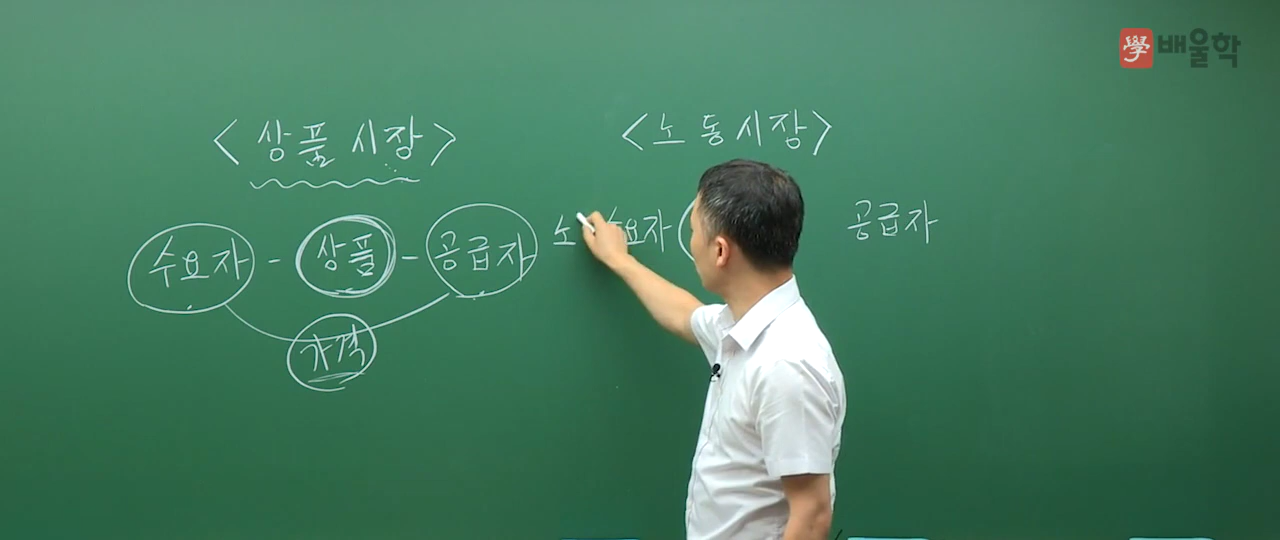 學 배울학
<상품시장>
<노동시장>
수요자 - 상품 - 공급자
노 수요자
공급자
가격